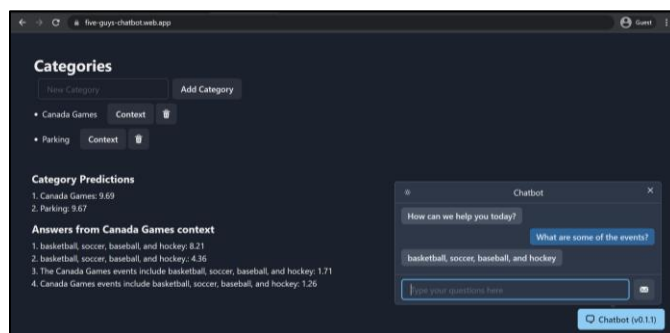 five-guys-chatbot.web.app
Guest
Categories
New Category
Add Category
• Canada Games
Context
• Parking
Context
Category Predictions
1. Canada Games: 9.69
2. Parking: 9.67
Answers from Canada Games context
1. basketball, soccer, baseball, and hockey: 8.21
2. basketball, soccer, baseball, and hockey.: 4.36
3. The Canada Games events include basketball, soccer, baseball, and hockey: 1.71
4. Canada Games events include basketball, soccer, baseball, and hockey: 1.26
Chatbot
How can we help you today?
What are some of the events?
basketball, soccer, baseball, and hockey
Type your questions here
Chatbot (v0.1.1)